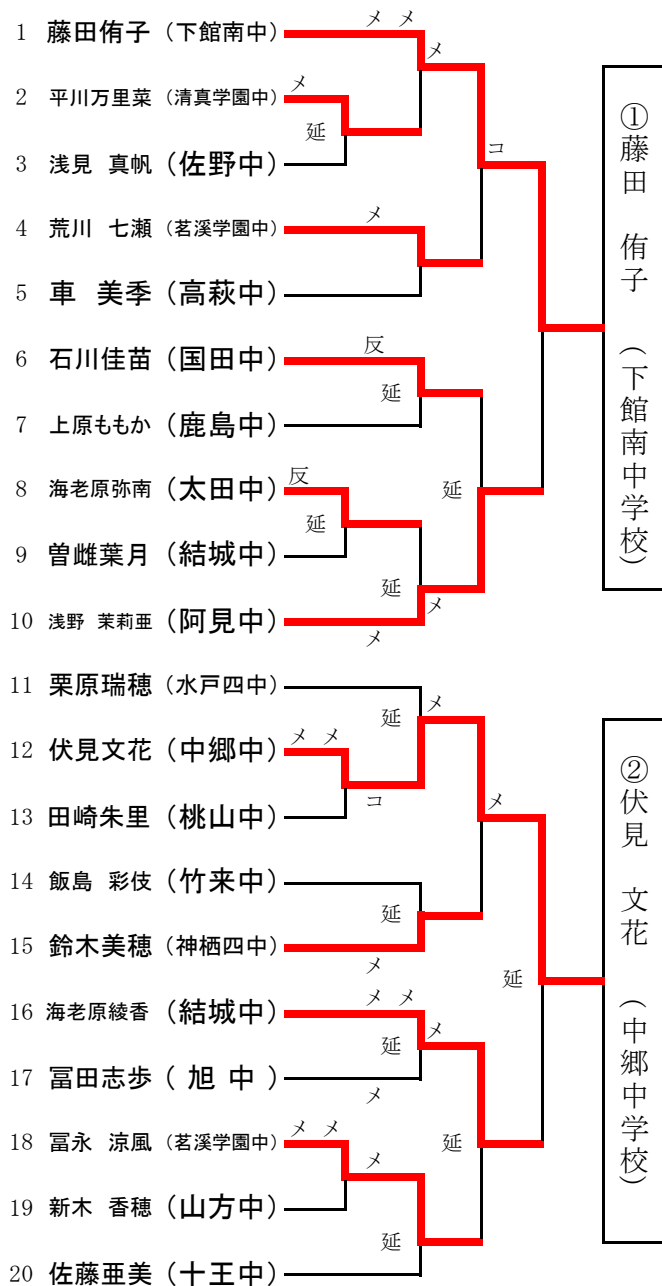 1 藤田侑子 (下館南中)
2 平川万里菜 (清真学園中)
3 浅見 真帆 (佐野中)
4 荒川 七瀬 (茗溪学園中)
5 車 美季 (高萩中)
6 石川佳苗 (国田中)
7 上原ももか (鹿島中)
8 海老原弥南 (太田中)
9 曽雌葉月 (結城中)
10 浅野 茉莉亜 (阿見中)
11 栗原瑞穂 (水戸四中)
12 伏見文花 (中郷中)
13 田崎朱里 (桃山中)
14 飯島 彩伎 (竹来中)
15 鈴木美穂 (神栖四中)
16 海老原綾香 (結城中)
17 冨田志歩 ( 旭 中 )
18 冨永 涼風 (茗溪学園中)
19 新木 香穂 (山方中)
20 佐藤亜美 (十王中)
メ メ
メ
メ
延
コ
メ
反
延
反
延
延
延
メ
メ
延
メ
メ メ
コ
メ
延
メ
延
メ メ
延
メ
メ
メ メ
メ
延
延
①藤田 侑子 (下館南中学校)
②伏見 文花 (中郷中学校)